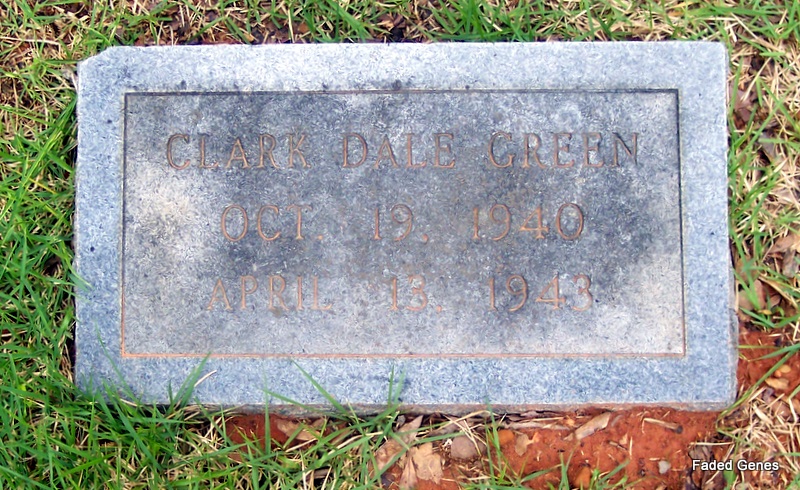 CLARK DALE GREEN
OCT. 19. 1940
APRIL 13. 1943
Faded Genes